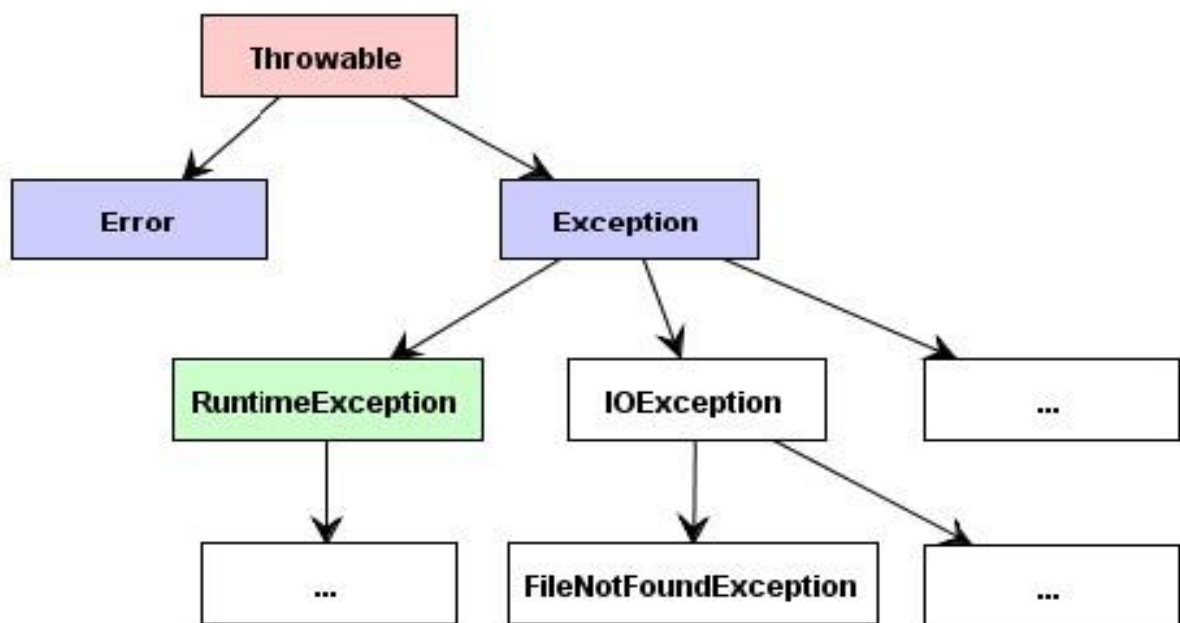 Throwable
Error
Exception
RuntimeException
IOException
...
...
FileNotFoundException
...